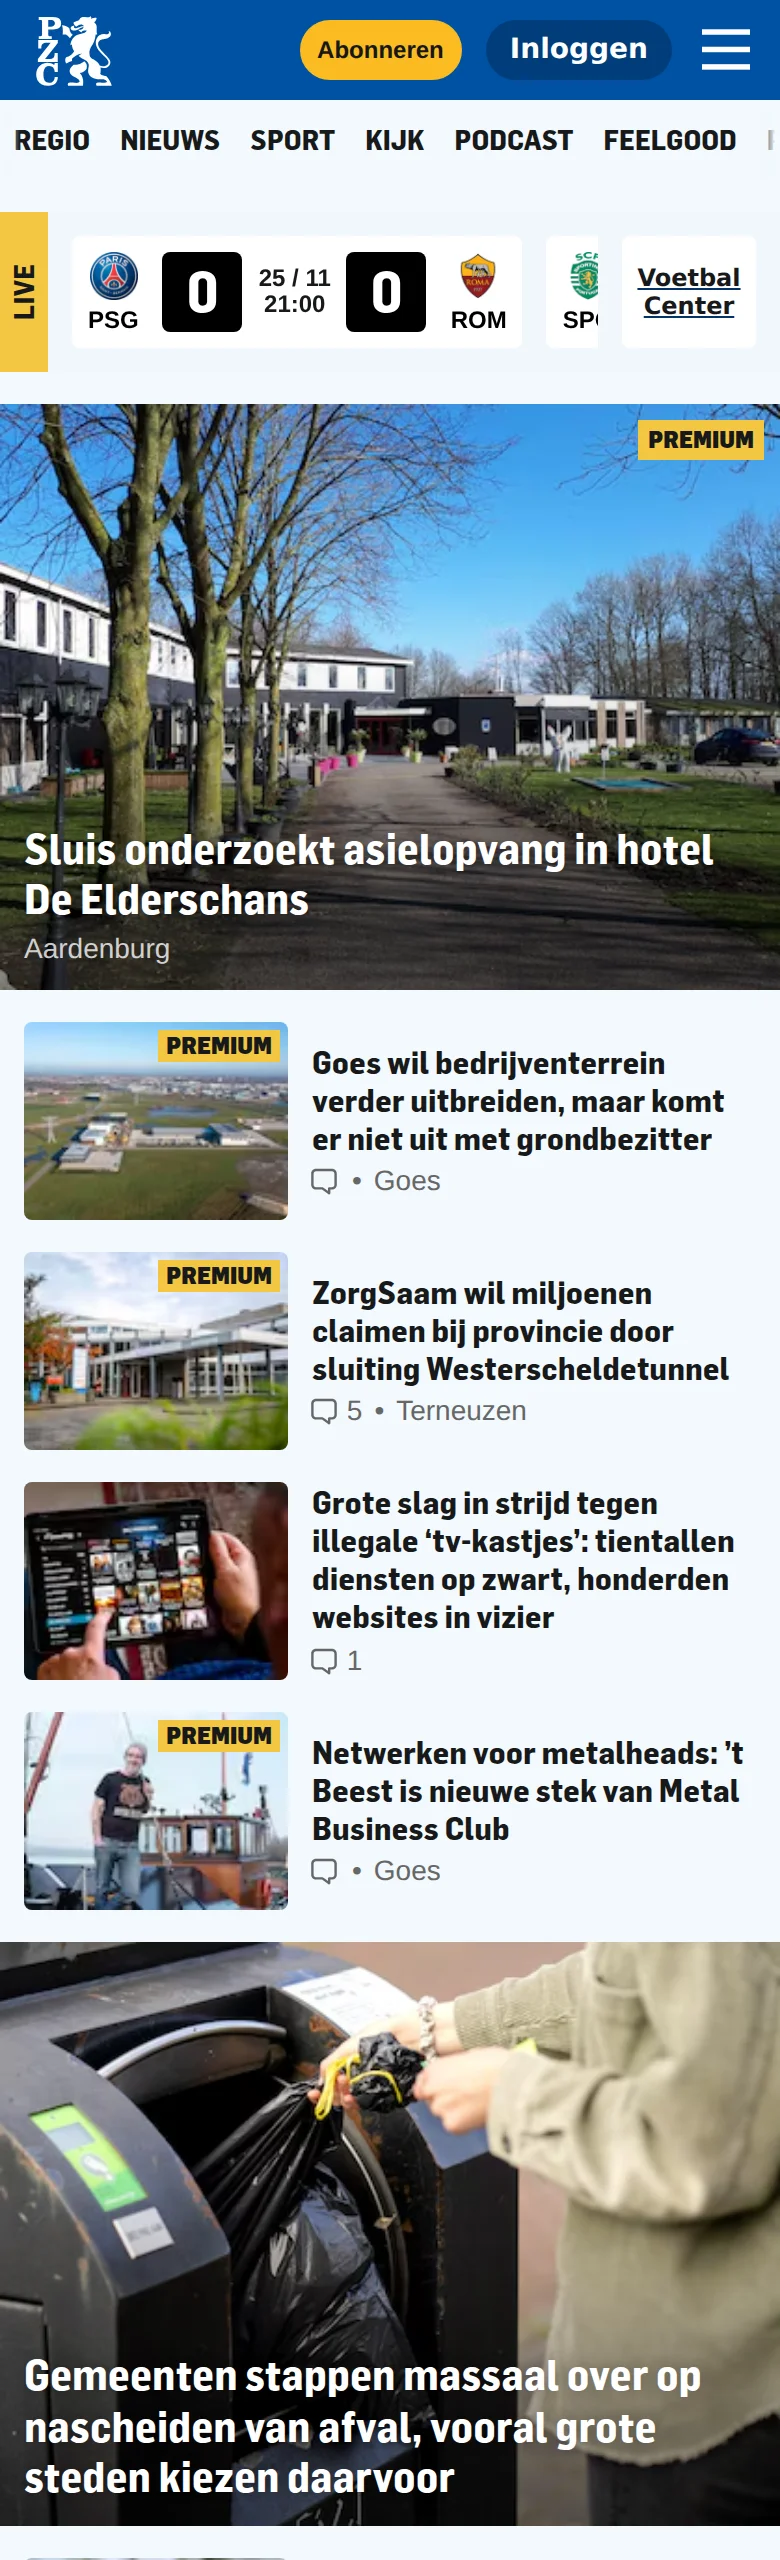 PZC
Abonneren
Inloggen
REGIO NIEUWS SPORT KIJK PODCAST FEELGOOD
LIVE
PARIS
PSG
0
25 / 11
21:00
0
ROMA
ROM
SCP
SPORTING
Voetbal
Center
PREMIUM
Sluis onderzoekt asielopvang in hotel
De Elderschans
Aardenburg
PREMIUM
Goes wil bedrijventerrein
verder uitbreiden, maar komt
er niet uit met grondbezitter
• Goes
PREMIUM
ZorgSaam wil miljoenen
claimen bij provincie door
sluiting Westerscheldetunnel
5 • Terneuzen
Grote slag in strijd tegen
illegale ‘tv-kastjes’: tientallen
diensten op zwart, honderden
websites in vizier
1
PREMIUM
Netwerken voor metalheads: ’t
Beest is nieuwe stek van Metal
Business Club
• Goes
Gemeenten stappen massaal over op
nascheiden van afval, vooral grote
steden kiezen daarvoor